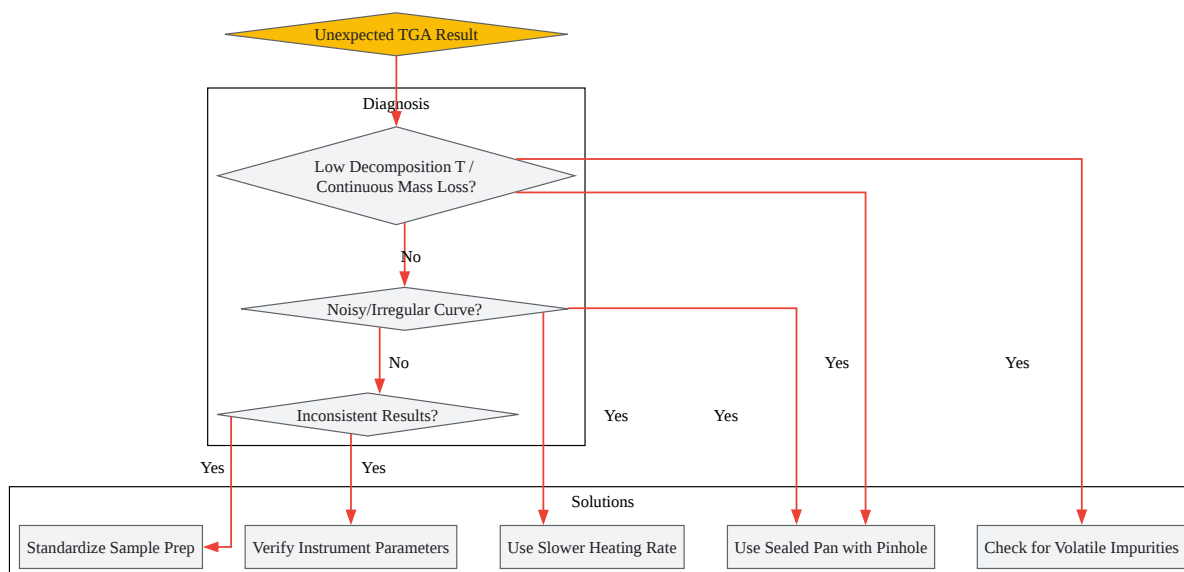 Unexpected TGA Result
Diagnosis
Low Decomposition T /
Continuous Mass Loss?
No
Noisy/Irregular Curve?
No
Yes
Yes
Inconsistent Results?
Yes
Yes
Yes
Yes
Solutions
Standardize Sample Prep
Verify Instrument Parameters
Use Slower Heating Rate
Use Sealed Pan with Pinhole
Check for Volatile Impurities